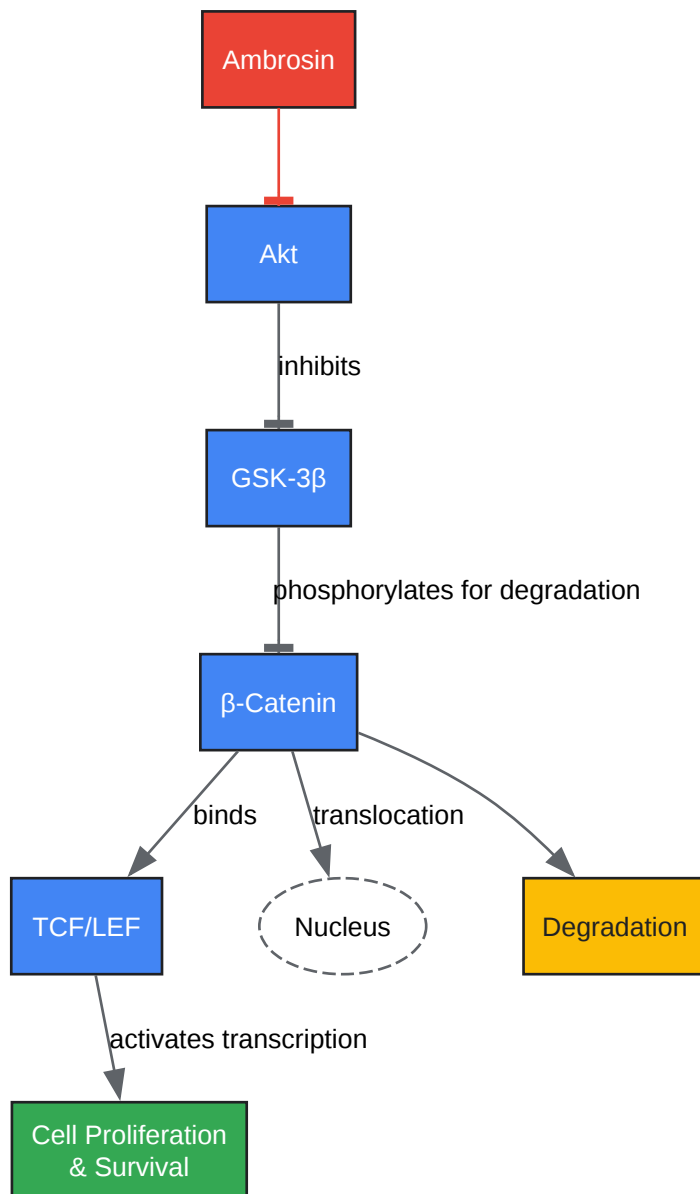 Ambrosin
Akt
inhibits
GSK-3β
phosphorylates for degradation
β-Catenin
binds
translocation
TCF/LEF
Nucleus
Degradation
activates transcription
Cell Proliferation
& Survival